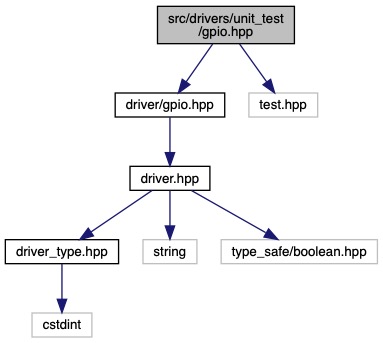 src/drivers/unit_test
/gpio.hpp
driver/gpio.hpp
test.hpp
driver.hpp
driver_type.hpp
string
type_safe/boolean.hpp
cstdint